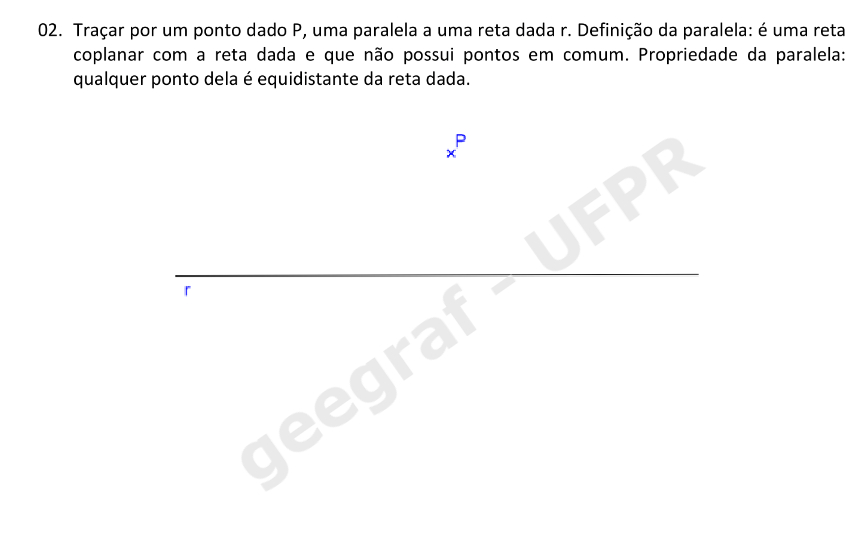 02. Traçar por um ponto dado P, uma paralela a uma reta dada r. Definição da paralela: é uma reta
coplanar com a reta dada e que não possui pontos em comum. Propriedade da paralela:
qualquer ponto dela é equidistante da reta dada.
P
r
geegraf - UFPR